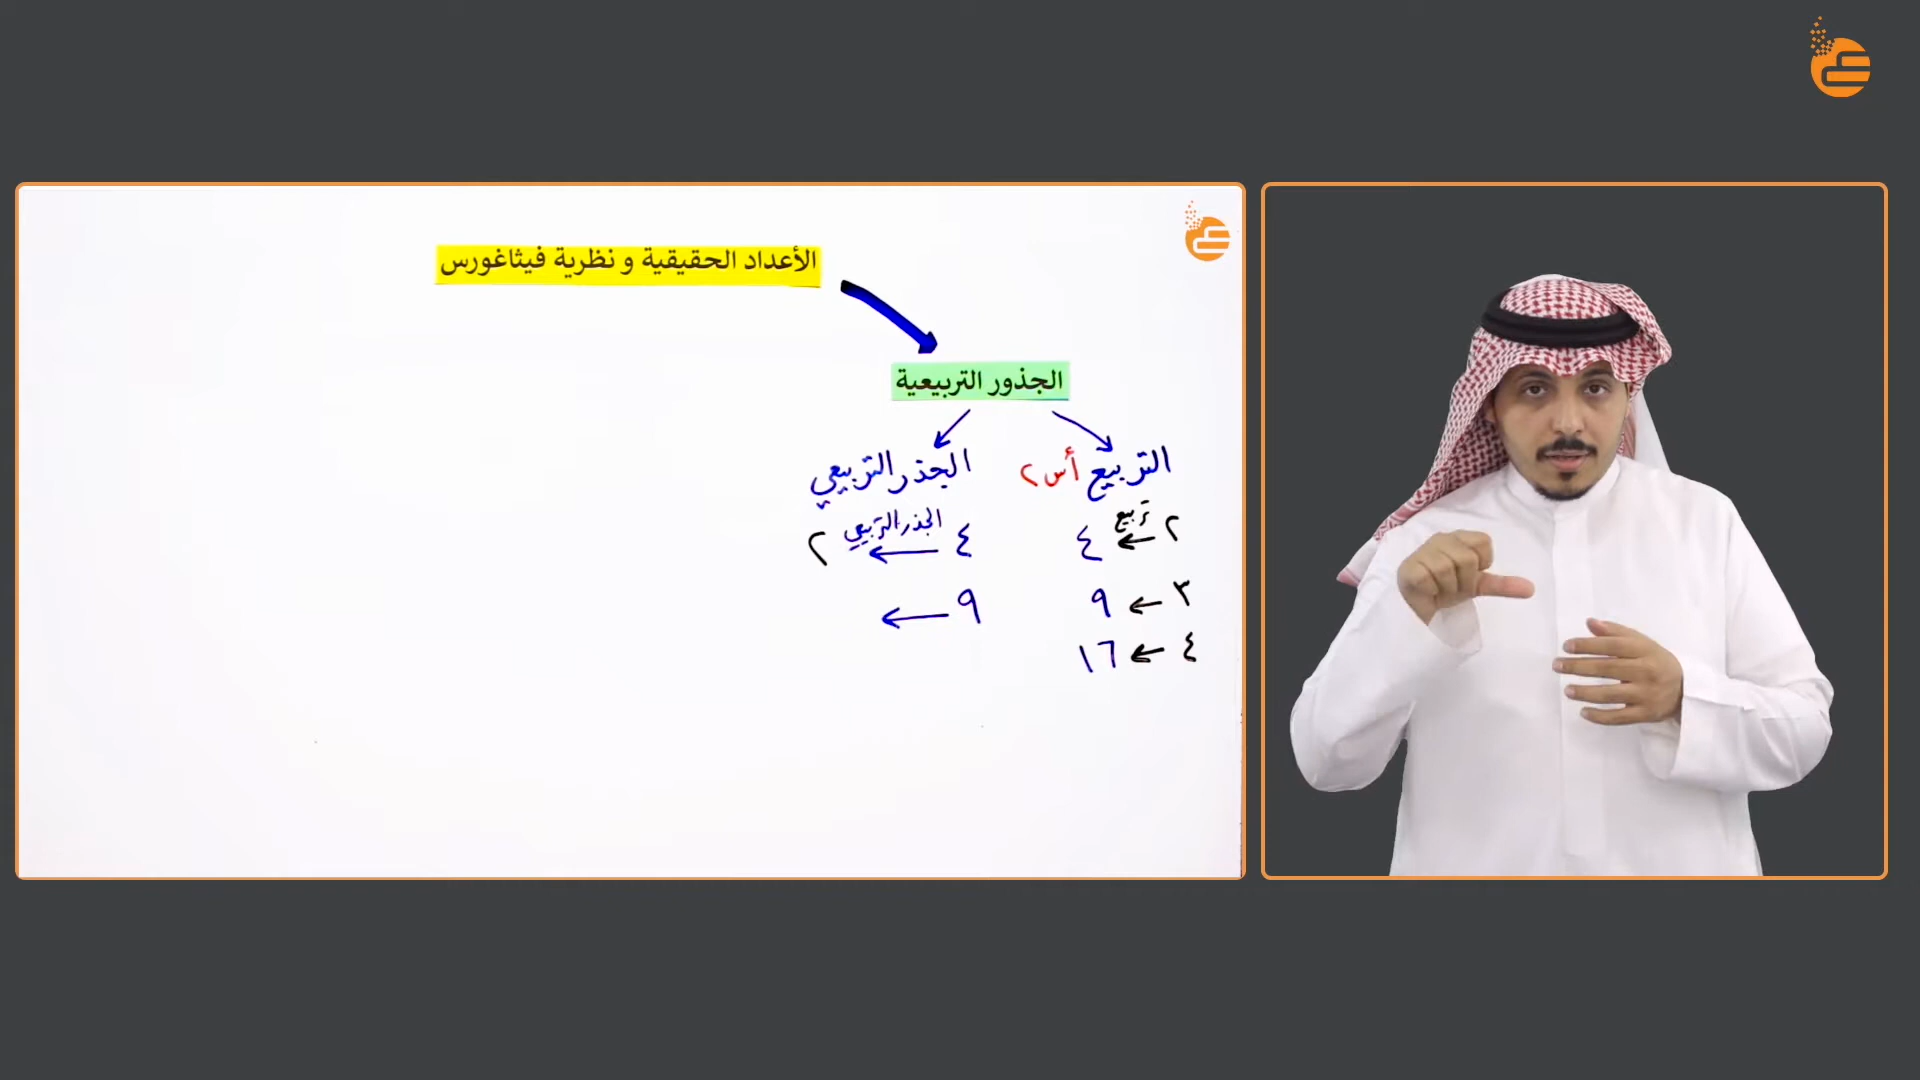 الأعداد الحقيقية و نظرية فيثاغورس
الجذور التربيعية
التربيع أس ٢
٢ ← تربيع ٤
٣ ← ٩
٤ ← ١٦
الجذر التربيعي
٤ ← الجذر التربيعي ٢
٩ ←